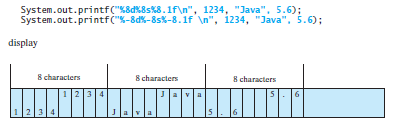 System.out.printf("%8d%8s%8.1f\n", 1234, "Java", 5.6);
System.out.printf("%-8d%-8s%-8.1f \n", 1234, "Java", 5.6);
display
8 characters 8 characters 8 characters
1 2 3 4 J a v a 5 . 6
1 2 3 4 J a v a 5 . 6